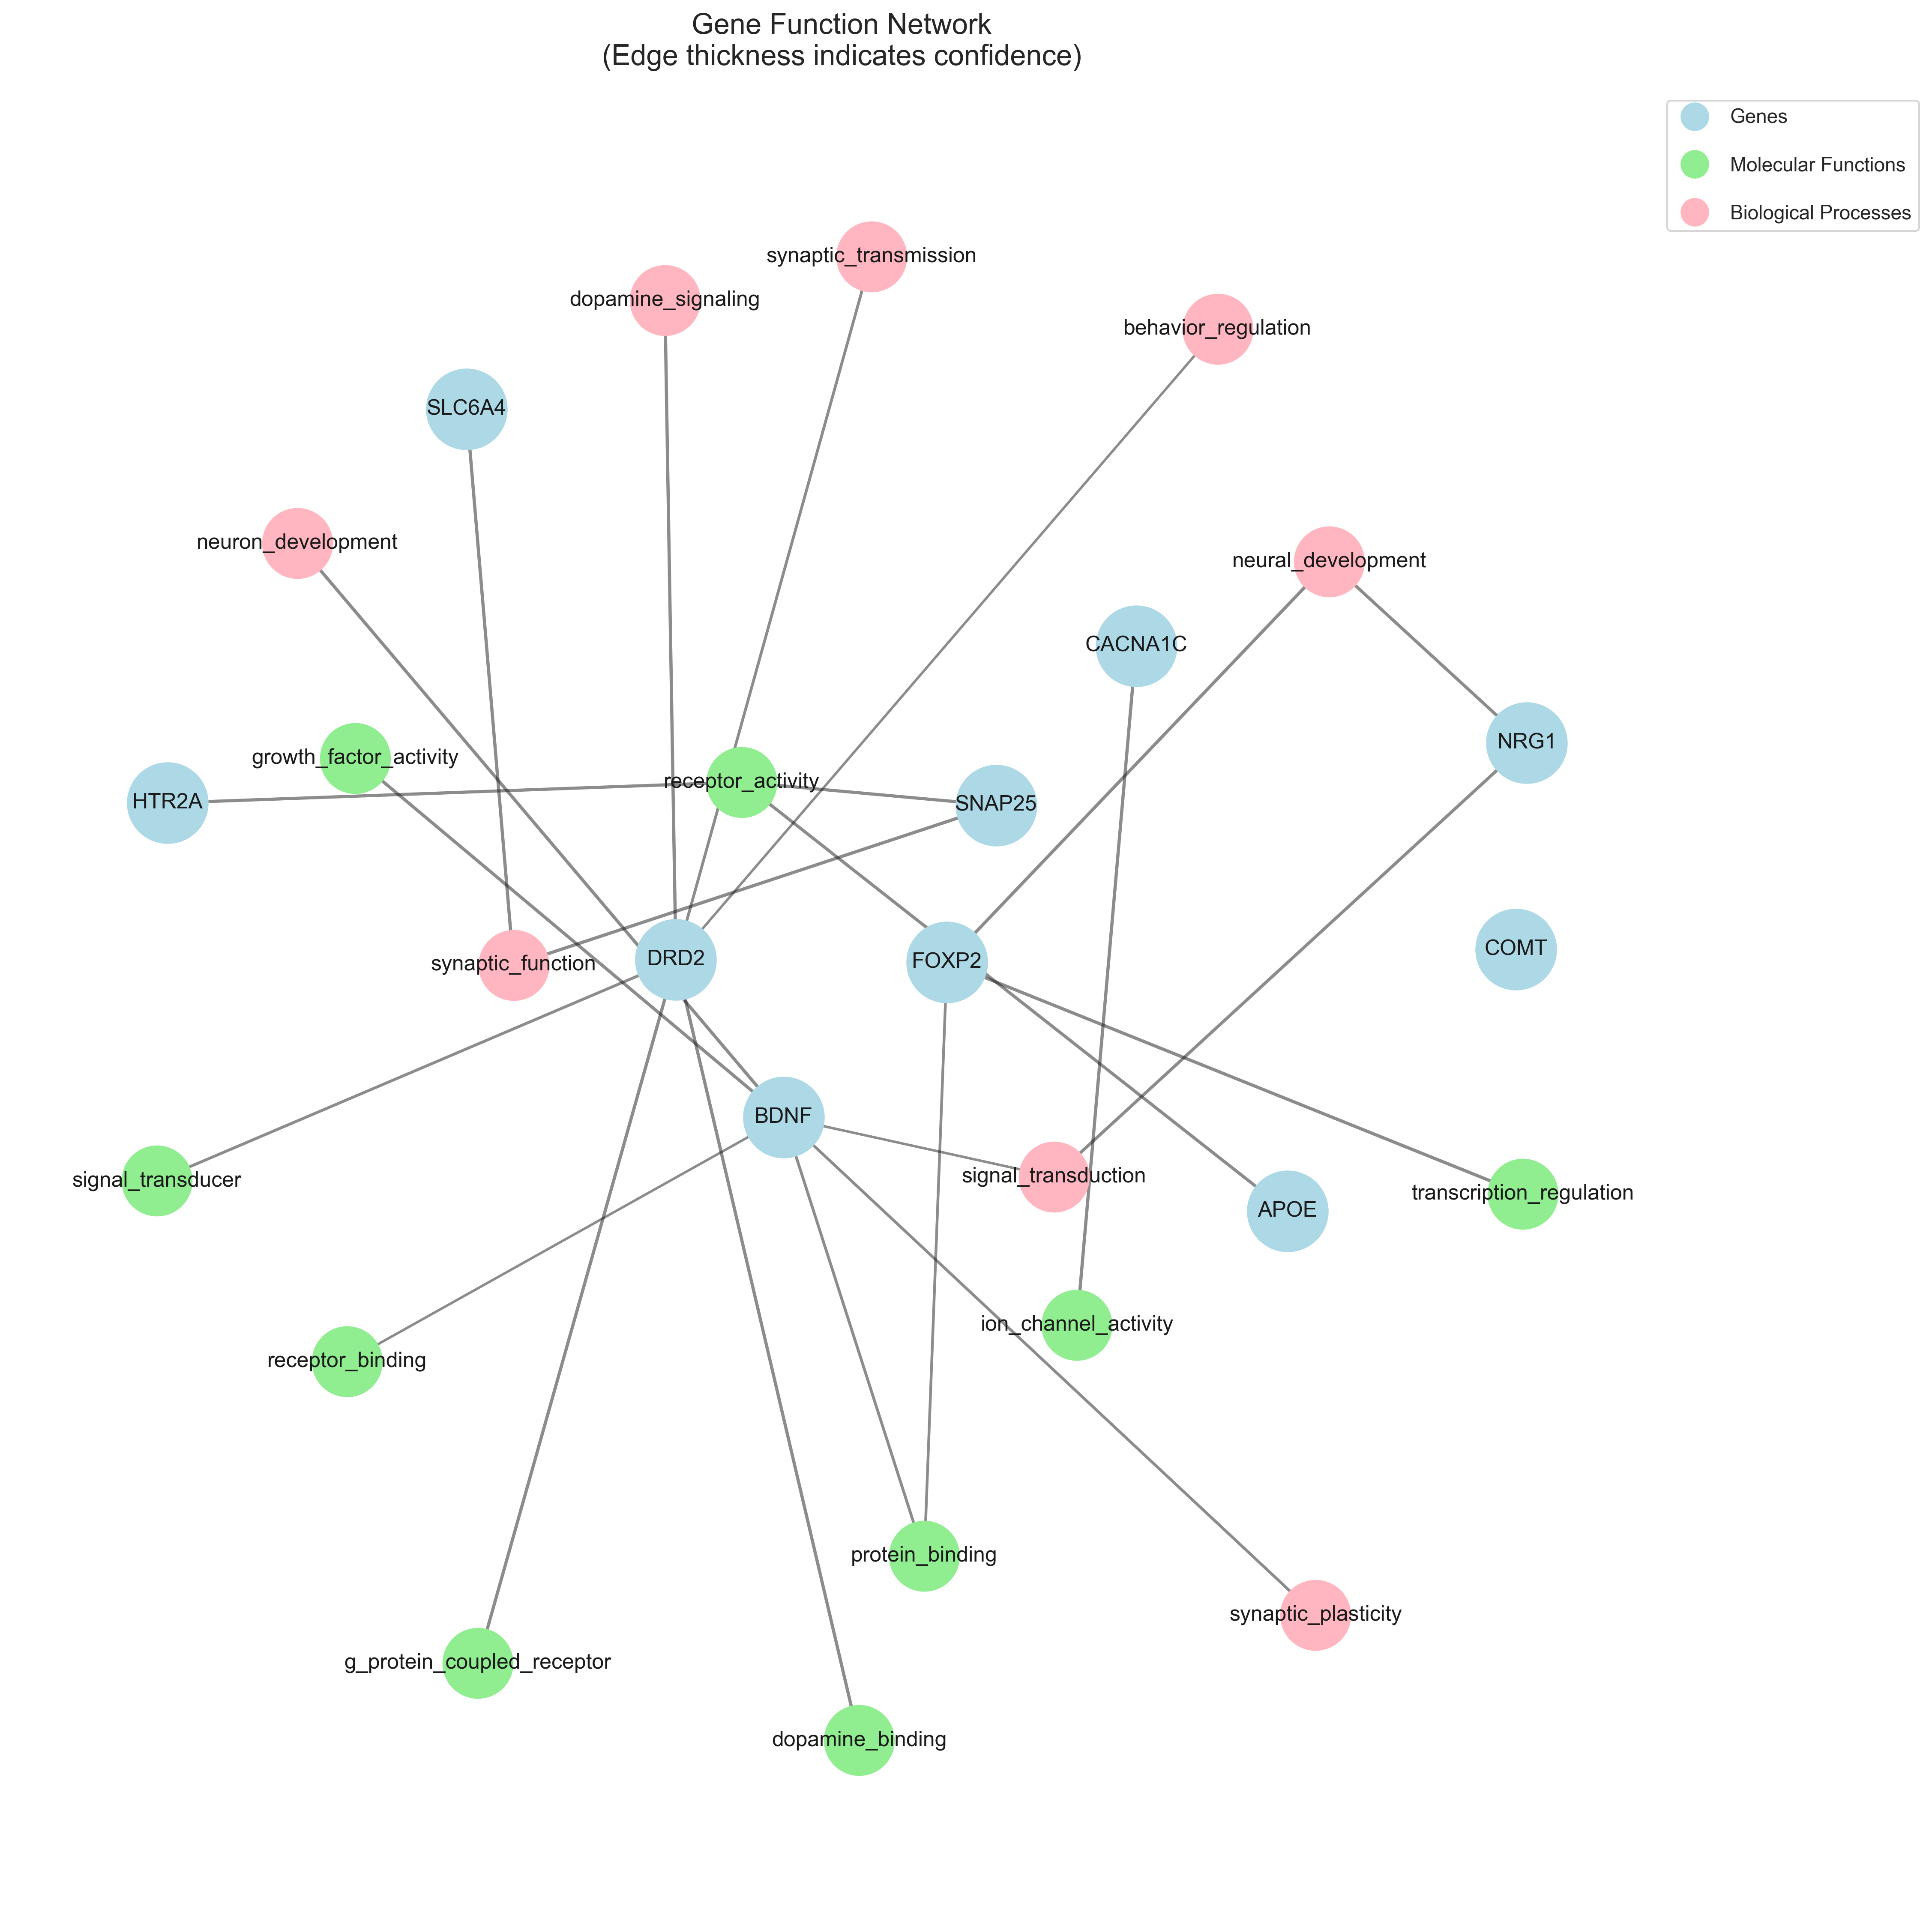 Gene Function Network
(Edge thickness indicates confidence)
Genes
Molecular Functions
Biological Processes
synaptic_transmission
dopamine_signaling
behavior_regulation
SLC6A4
neuron_development
neural_development
CACNA1C
NRG1
growth_factor_activity
receptor_activity
HTR2A
SNAP25
COMT
synaptic_function
DRD2
FOXP2
BDNF
signal_transducer
signal_transduction
transcription_regulation
APOE
ion_channel_activity
receptor_binding
protein_binding
synaptic_plasticity
g_protein_coupled_receptor
dopamine_binding